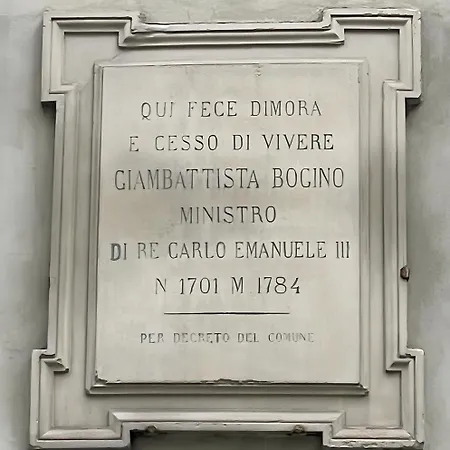 QUI FECE DIMORA
E CESSO DI VIVERE
GIAMBATTISTA BOGINO
MINISTRO
DI RE CARLO EMANUELE III
N 1701 M 1784
PER DECRETO DEL COMUNE